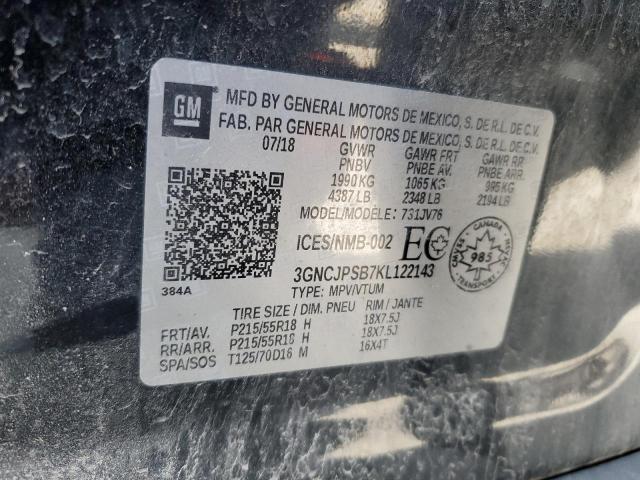 GM
MFD BY GENERAL MOTORS DE MEXICO, S. DE R.L. DE C.V.
FAB. PAR GENERAL MOTORS DE MEXICO, S. DE R.L. DE C.V.
07/18 GVWR GAWR FRT GAWR RR
PNBV PNBE AV. PNBE ARR.
1990 KG 1065 KG 995 KG
4387 LB 2348 LB 2194 LB
MODEL/MODÈLE: 731JV76
ICES/NMB-002 EC CANADA 985
384A
3GNCJPSB7KL122143
TYPE: MPV/VTUM
TIRE SIZE / DIM. PNEU RIM / JANTE
FRT/AV. P215/55R18 H 18X7.5J
RR/ARR. P215/55R18 H 18X7.5J
SPA/SOS T125/70D16 M 16X4T